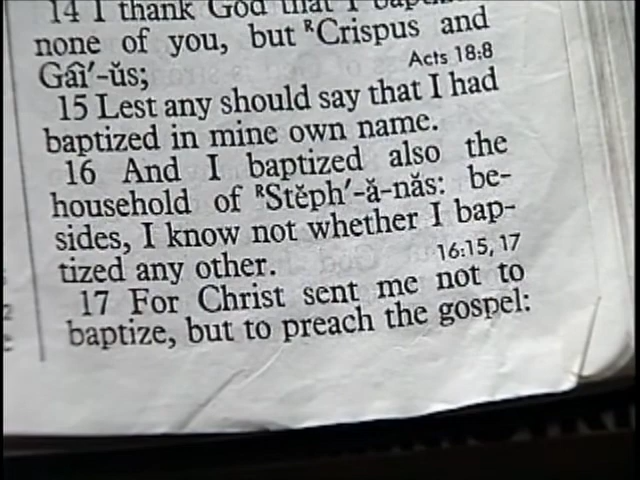 14 I thank God that I baptized
none of you, but ᴿCrispus and
Gâi′-ŭs;
Acts 18:8
15 Lest any should say that I had
baptized in mine own name.
16 And I baptized also the
household of ᴿStĕph′-ă-năs: be-
sides, I know not whether I bap-
tized any other.
16:15, 17
17 For Christ sent me not to
baptize, but to preach the gospel: